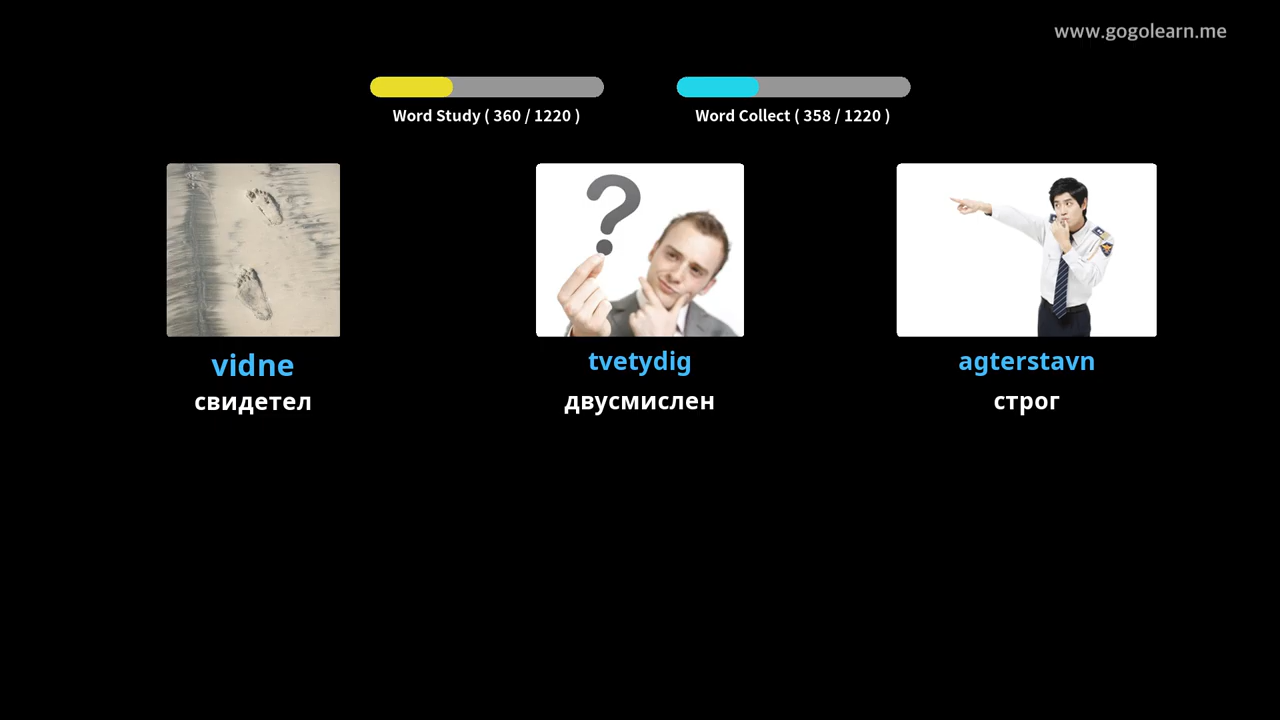 www.gogolearn.me
Word Study ( 360 / 1220 )
Word Collect ( 358 / 1220 )
vidne
свидетел
tvetydig
двусмислен
agterstavn
строг